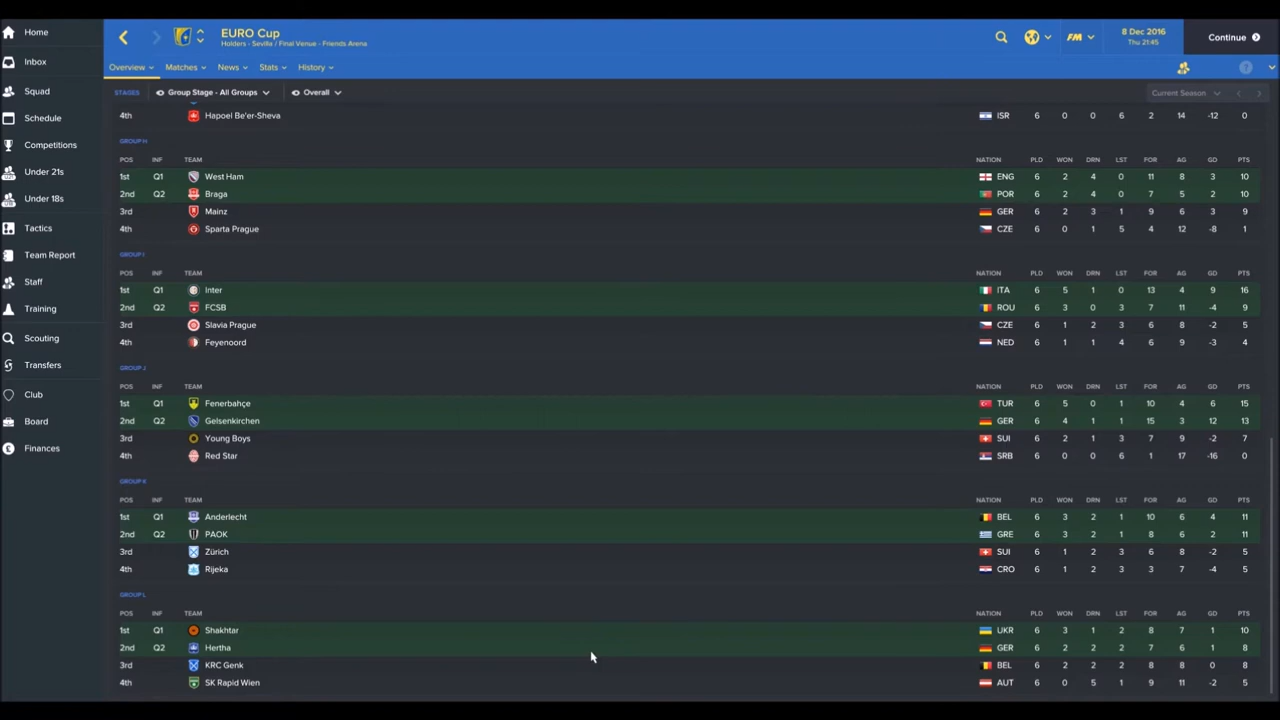 Home
EURO Cup
Holders - Seville / Final Venue - Friends Arena
FM
8 Dec 2016
Thu 21:45
Continue
Inbox
Overview Matches News Stats History
Squad
STAGES Group Stage - All Groups Overall Current Season
Schedule
4th Hapoel Be'er-Sheva ISR 6 0 0 6 2 14 -12 0
Competitions
GROUP H
POS INF TEAM NATION PLD WON DRN LST FOR AG GD PTS
Under 21s
1st Q1 West Ham ENG 6 2 4 0 11 8 3 10
2nd Q2 Braga POR 6 2 4 0 7 5 2 10
Under 18s
3rd Mainz GER 6 2 3 1 9 6 3 9
4th Sparta Prague CZE 6 0 1 5 4 12 -8 1
Tactics
Team Report
GROUP I
POS INF TEAM NATION PLD WON DRN LST FOR AG GD PTS
Staff
1st Q1 Inter ITA 6 5 1 0 13 4 9 16
2nd Q2 FCSB ROU 6 3 0 3 7 11 -4 9
Training
3rd Slavia Prague CZE 6 1 2 3 6 8 -2 5
Scouting
4th Feyenoord NED 6 1 1 4 6 9 -3 4
Transfers
GROUP J
POS INF TEAM NATION PLD WON DRN LST FOR AG GD PTS
Club
1st Q1 Fenerbahçe TUR 6 5 0 1 10 4 6 15
2nd Q2 Gelsenkirchen GER 6 4 1 1 15 3 12 13
Board
3rd Young Boys SUI 6 2 1 3 7 9 -2 7
Finances
4th Red Star SRB 6 0 0 6 1 17 -16 0
GROUP K
POS INF TEAM NATION PLD WON DRN LST FOR AG GD PTS
1st Q1 Anderlecht BEL 6 3 2 1 10 6 4 11
2nd Q2 PAOK GRE 6 3 2 1 8 6 2 11
3rd Zürich SUI 6 1 2 3 6 8 -2 5
4th Rijeka CRO 6 1 2 3 3 7 -4 5
GROUP L
POS INF TEAM NATION PLD WON DRN LST FOR AG GD PTS
1st Q1 Shakhtar UKR 6 3 1 2 8 7 1 10
2nd Q2 Hertha GER 6 2 2 2 7 6 1 8
3rd KRC Genk BEL 6 2 2 2 8 8 0 8
4th SK Rapid Wien AUT 6 0 5 1 9 11 -2 5